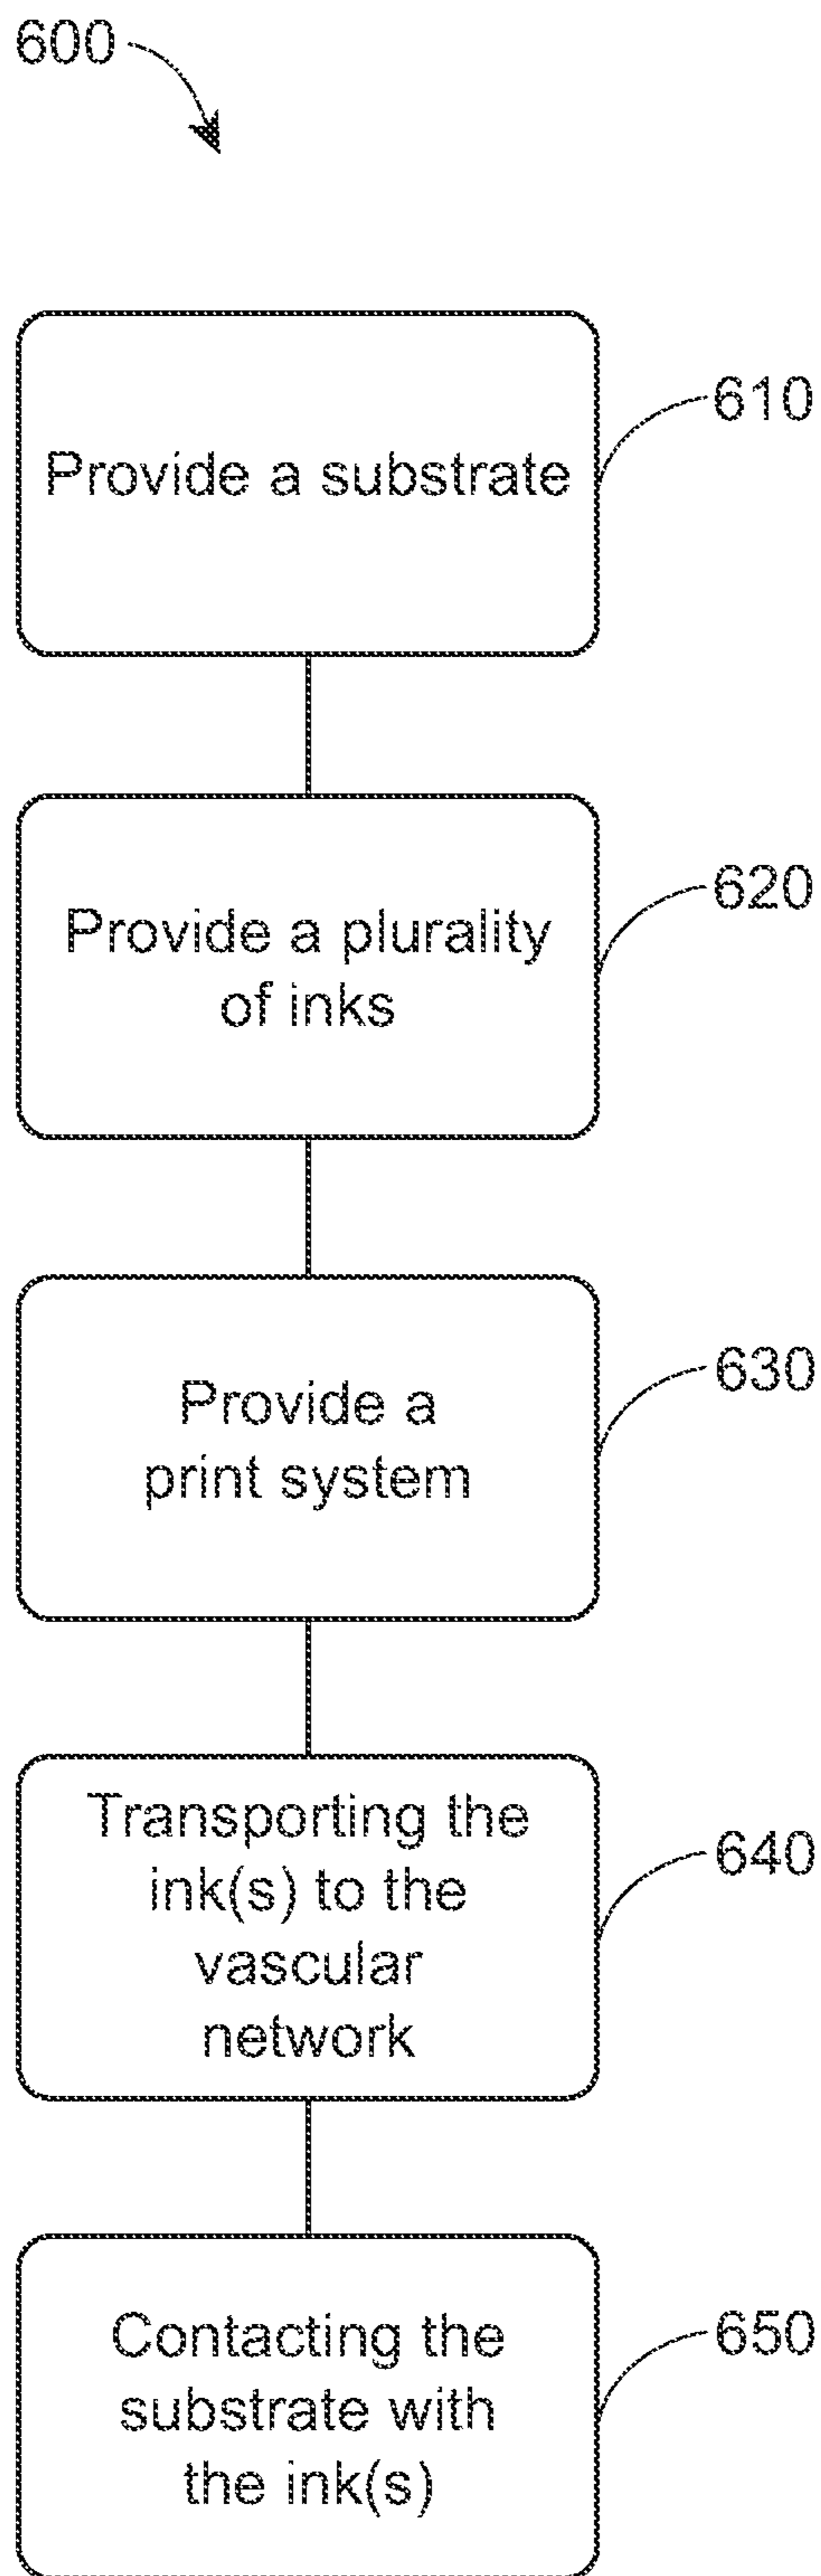 600
Provide a substrate
610
Provide a plurality
of inks
620
Provide a
print system
630
Transporting the
ink(s) to the
vascular
network
640
Contacting the
substrate with
the ink(s)
650